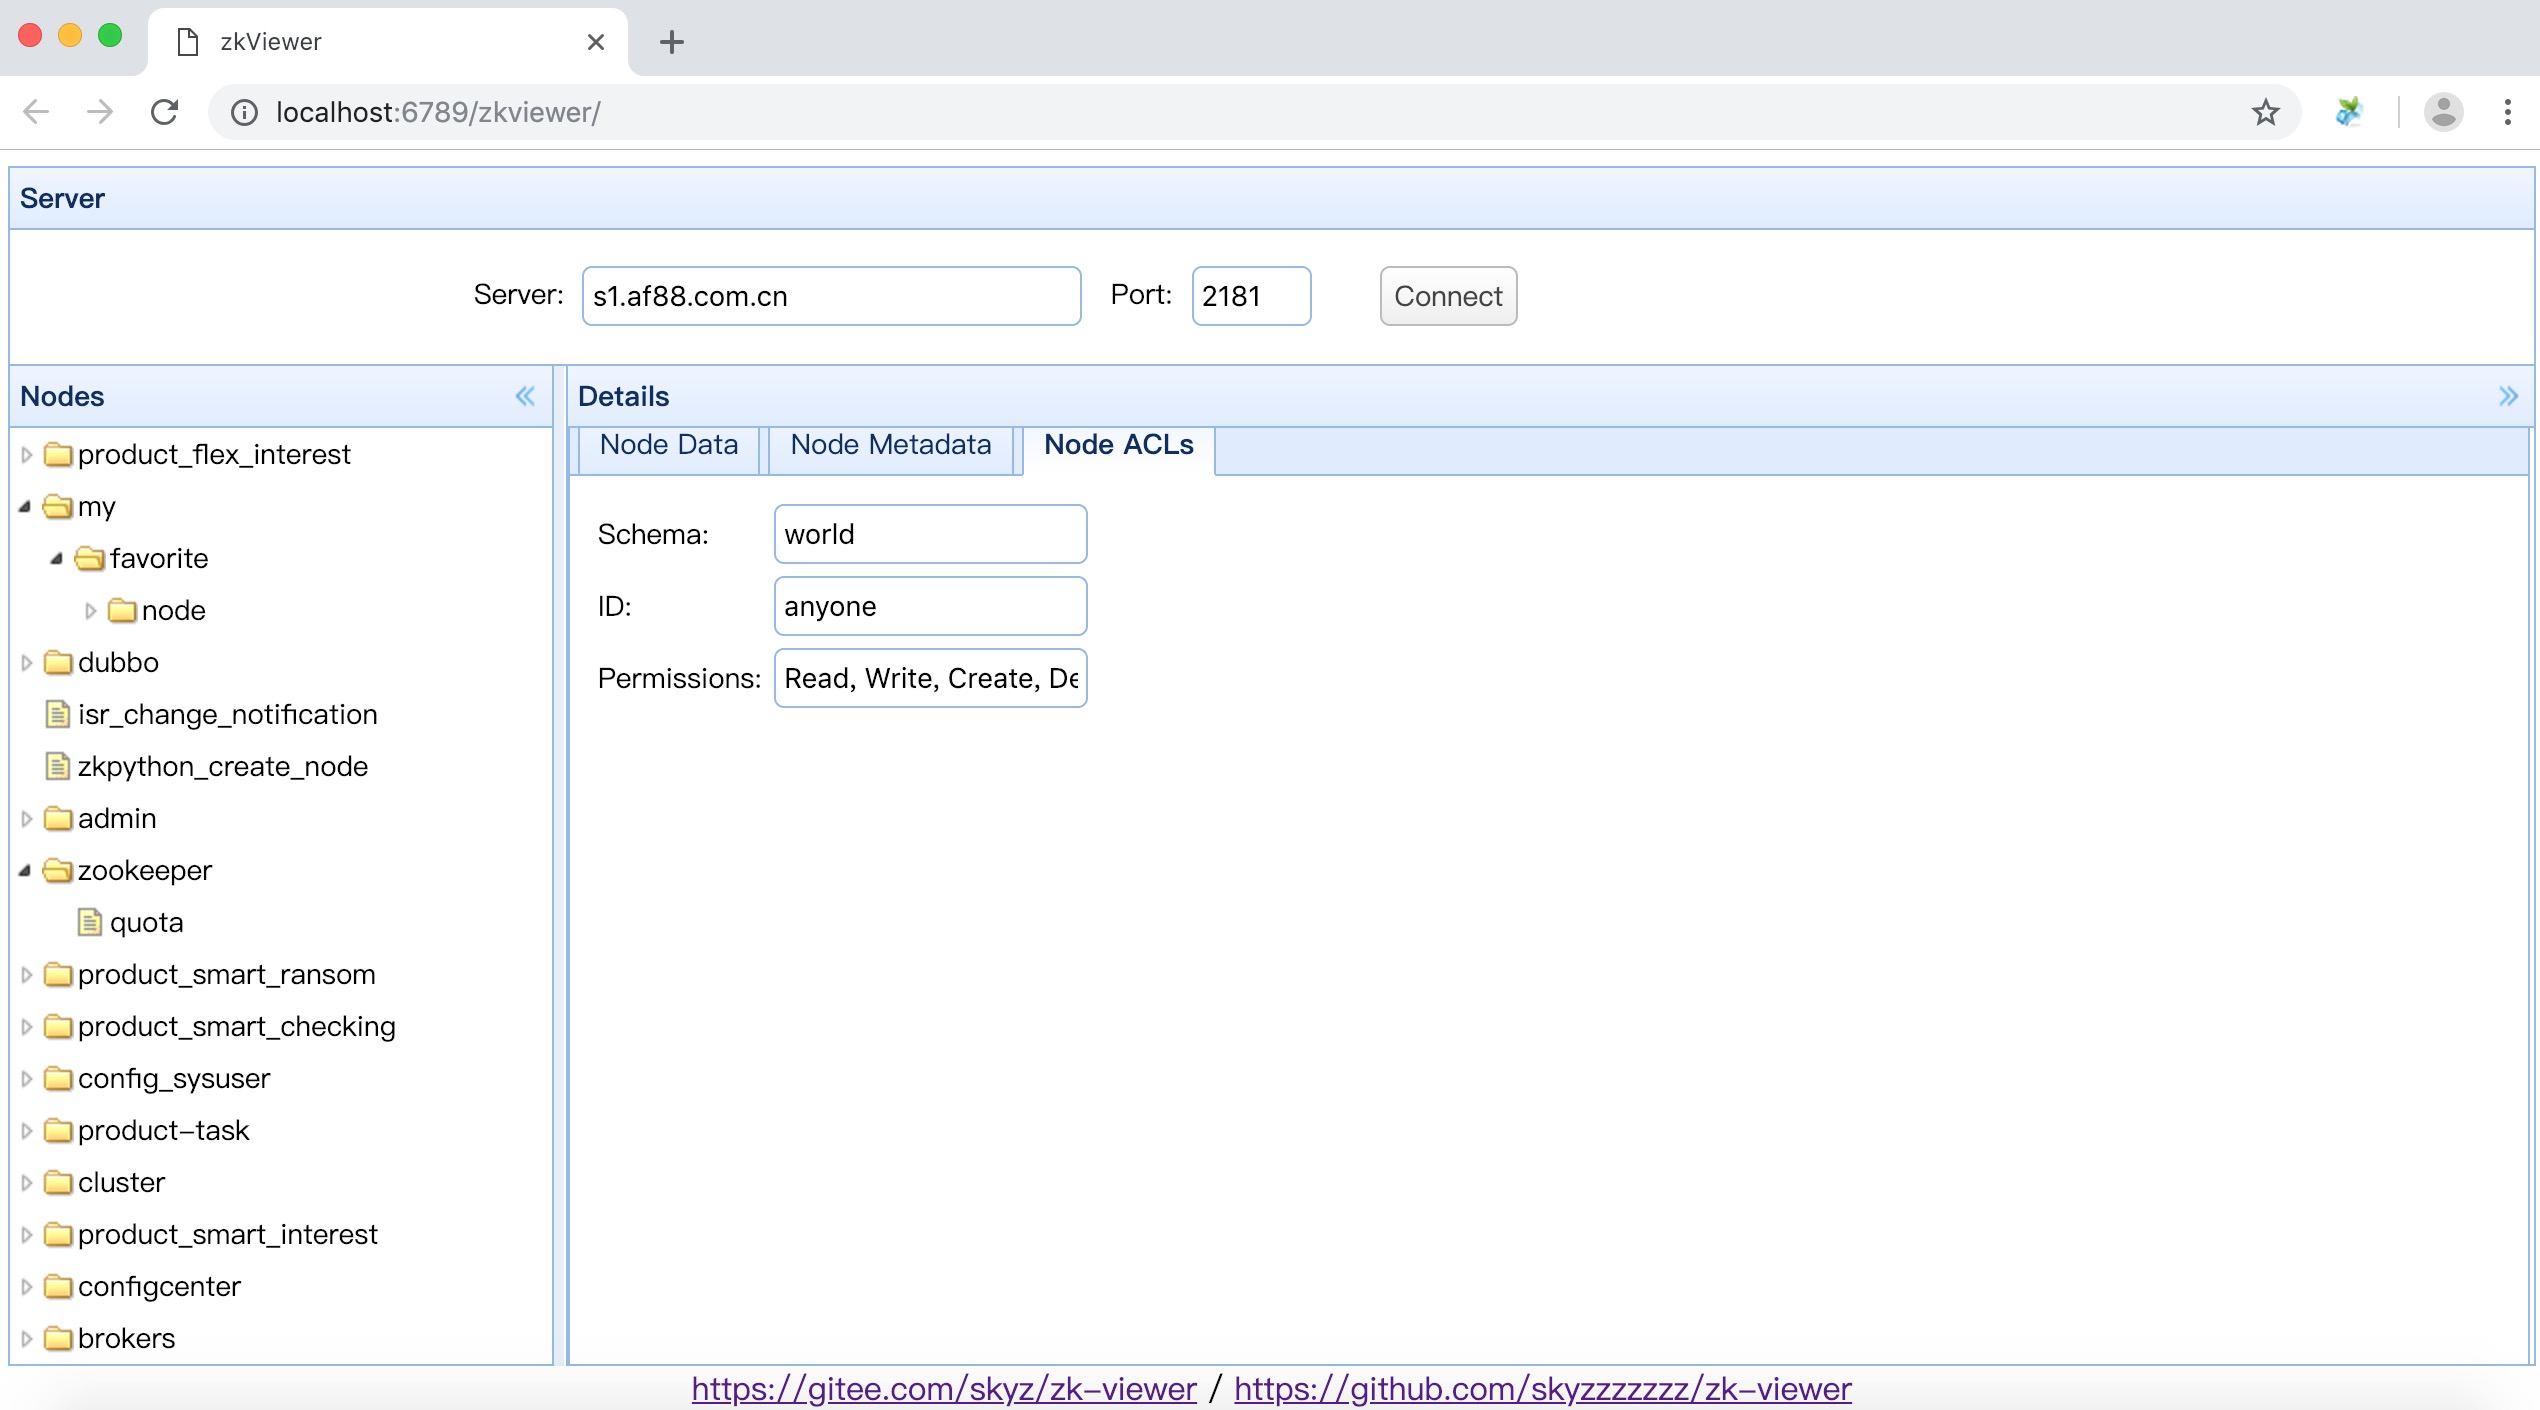 zkViewer
localhost:6789/zkviewer/
Server
Server: s1.af88.com.cn Port: 2181 Connect
Nodes
product_flex_interest
my
favorite
node
dubbo
isr_change_notification
zkpython_create_node
admin
zookeeper
quota
product_smart_ransom
product_smart_checking
config_sysuser
product-task
cluster
product_smart_interest
configcenter
brokers
Details
Node Data Node Metadata Node ACLs
Schema: world
ID: anyone
Permissions: Read, Write, Create, De
https://gitee.com/skyz/zk-viewer / https://github.com/skyzzzzzzz/zk-viewer